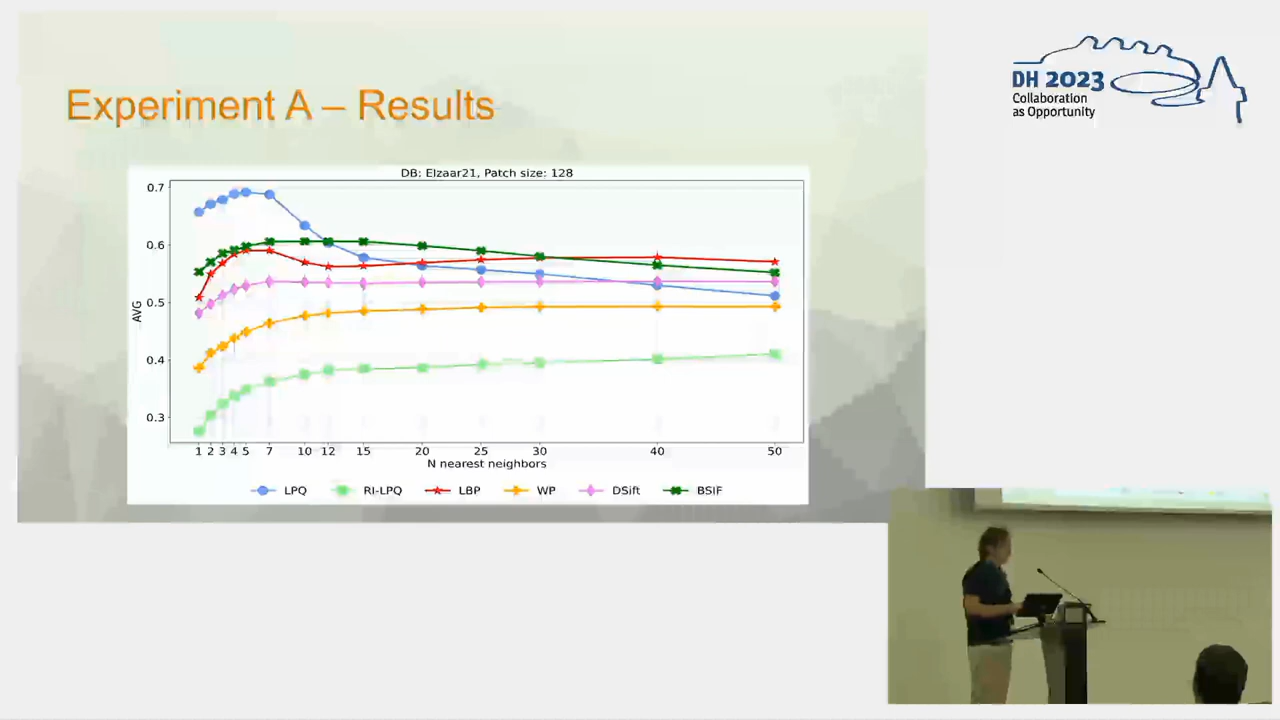 Experiment A – Results
DB: Elzaar21, Patch size: 128
0.7
0.6
0.5
0.4
0.3
AVG
1 2 3 4 5 7 10 12 15 20 25 30 40 50
N nearest neighbors
LPQ RI-LPQ LBP WP DSift BSIF
DH 2023
Collaboration
as Opportunity